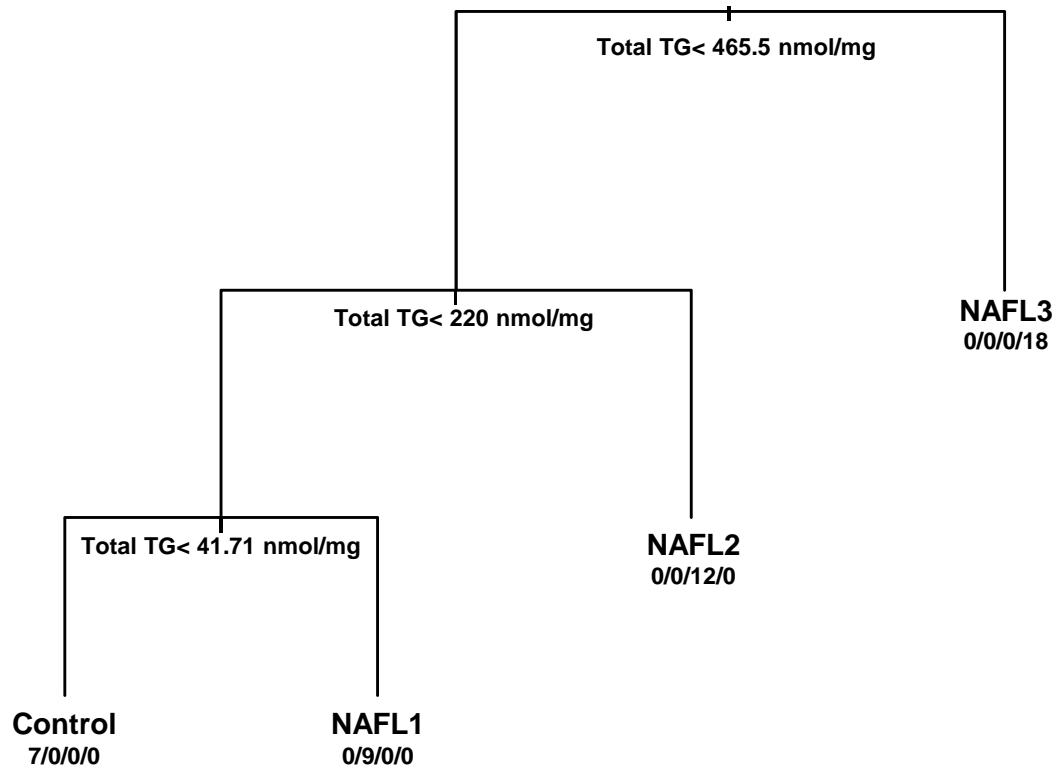 Total TG< 465.5 nmol/mg
NAFL3
0/0/0/18
Total TG< 220 nmol/mg
NAFL2
0/0/12/0
Total TG< 41.71 nmol/mg
Control
7/0/0/0
NAFL1
0/9/0/0